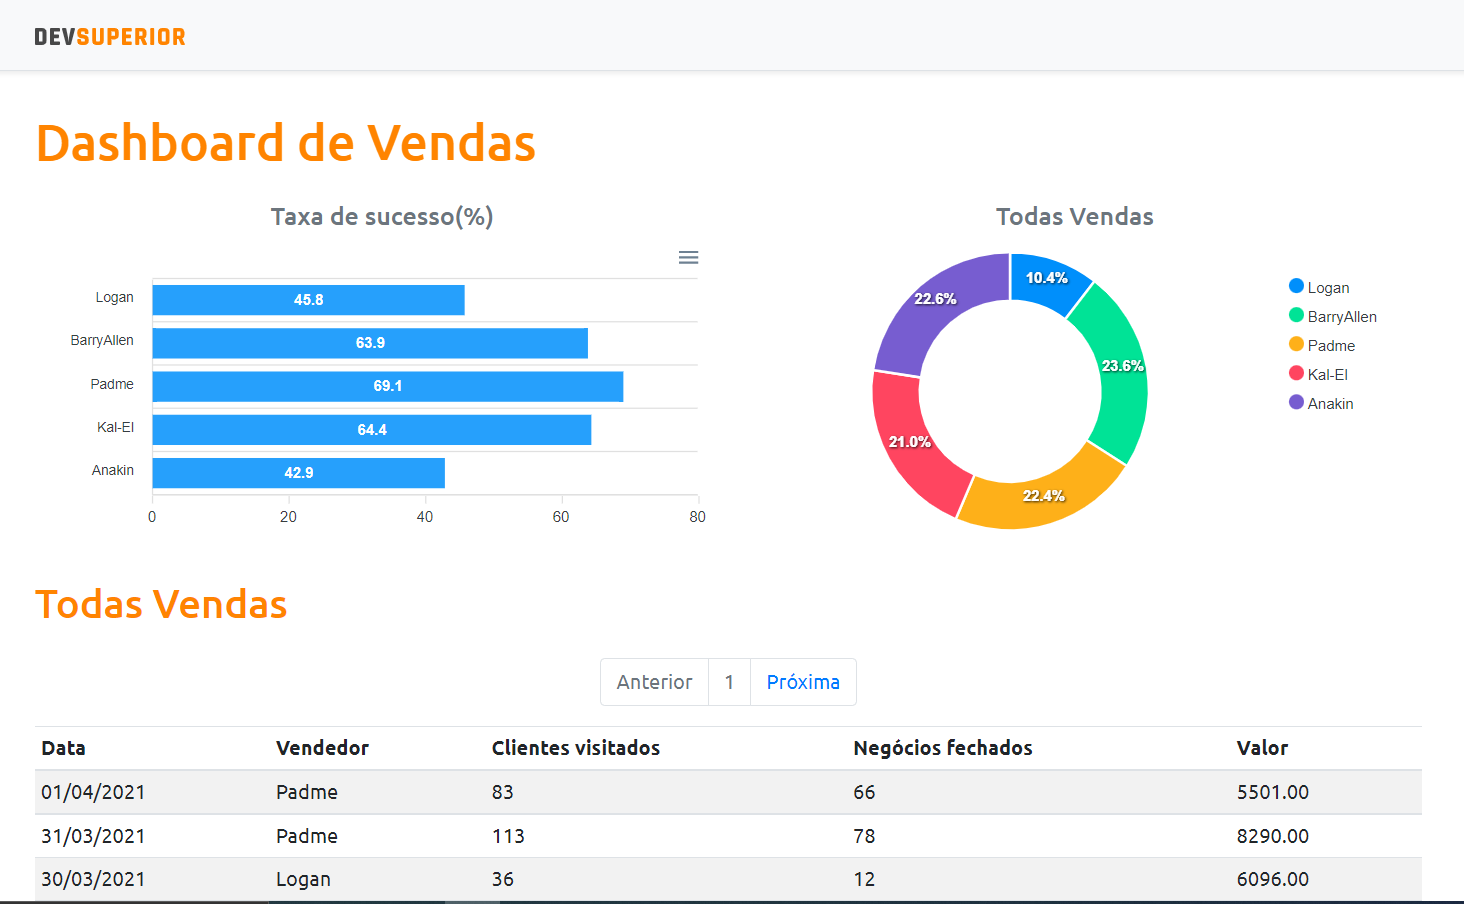 DEVSUPERIOR
Dashboard de Vendas
Taxa de sucesso(%)
Logan 45.8
BarryAllen 63.9
Padme 69.1
Kal-El 64.4
Anakin 42.9
0 20 40 60 80
Todas Vendas
10.4%
23.6%
22.4%
21.0%
22.6%
Logan
BarryAllen
Padme
Kal-El
Anakin
Todas Vendas
Anterior 1 Próxima
Data Vendedor Clientes visitados Negócios fechados Valor
01/04/2021 Padme 83 66 5501.00
31/03/2021 Padme 113 78 8290.00
30/03/2021 Logan 36 12 6096.00